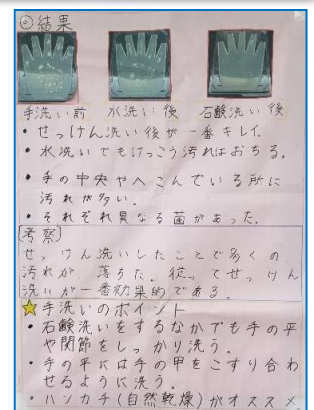 ◎結果
手洗い前 水洗い後 石鹸洗い後
・せっけん洗い後が一番キレイ。
・水洗いでもけっこう汚れはおちる。
・手の中央やへこんでいる所に
汚れが多い。
・それぞれ異なる菌があった。
[考察]
せっけん洗いしたことで多くの
汚れが、落ちた。従ってせっけん
洗いが一番効果的である。
☆手洗いのポイント
・石鹸洗いをするなかでも手の平
や関節をしっかり洗う。
・手の平には手の甲をこすり合わ
せるように洗う。
・ハンカチ(自然乾燥)がオススメ